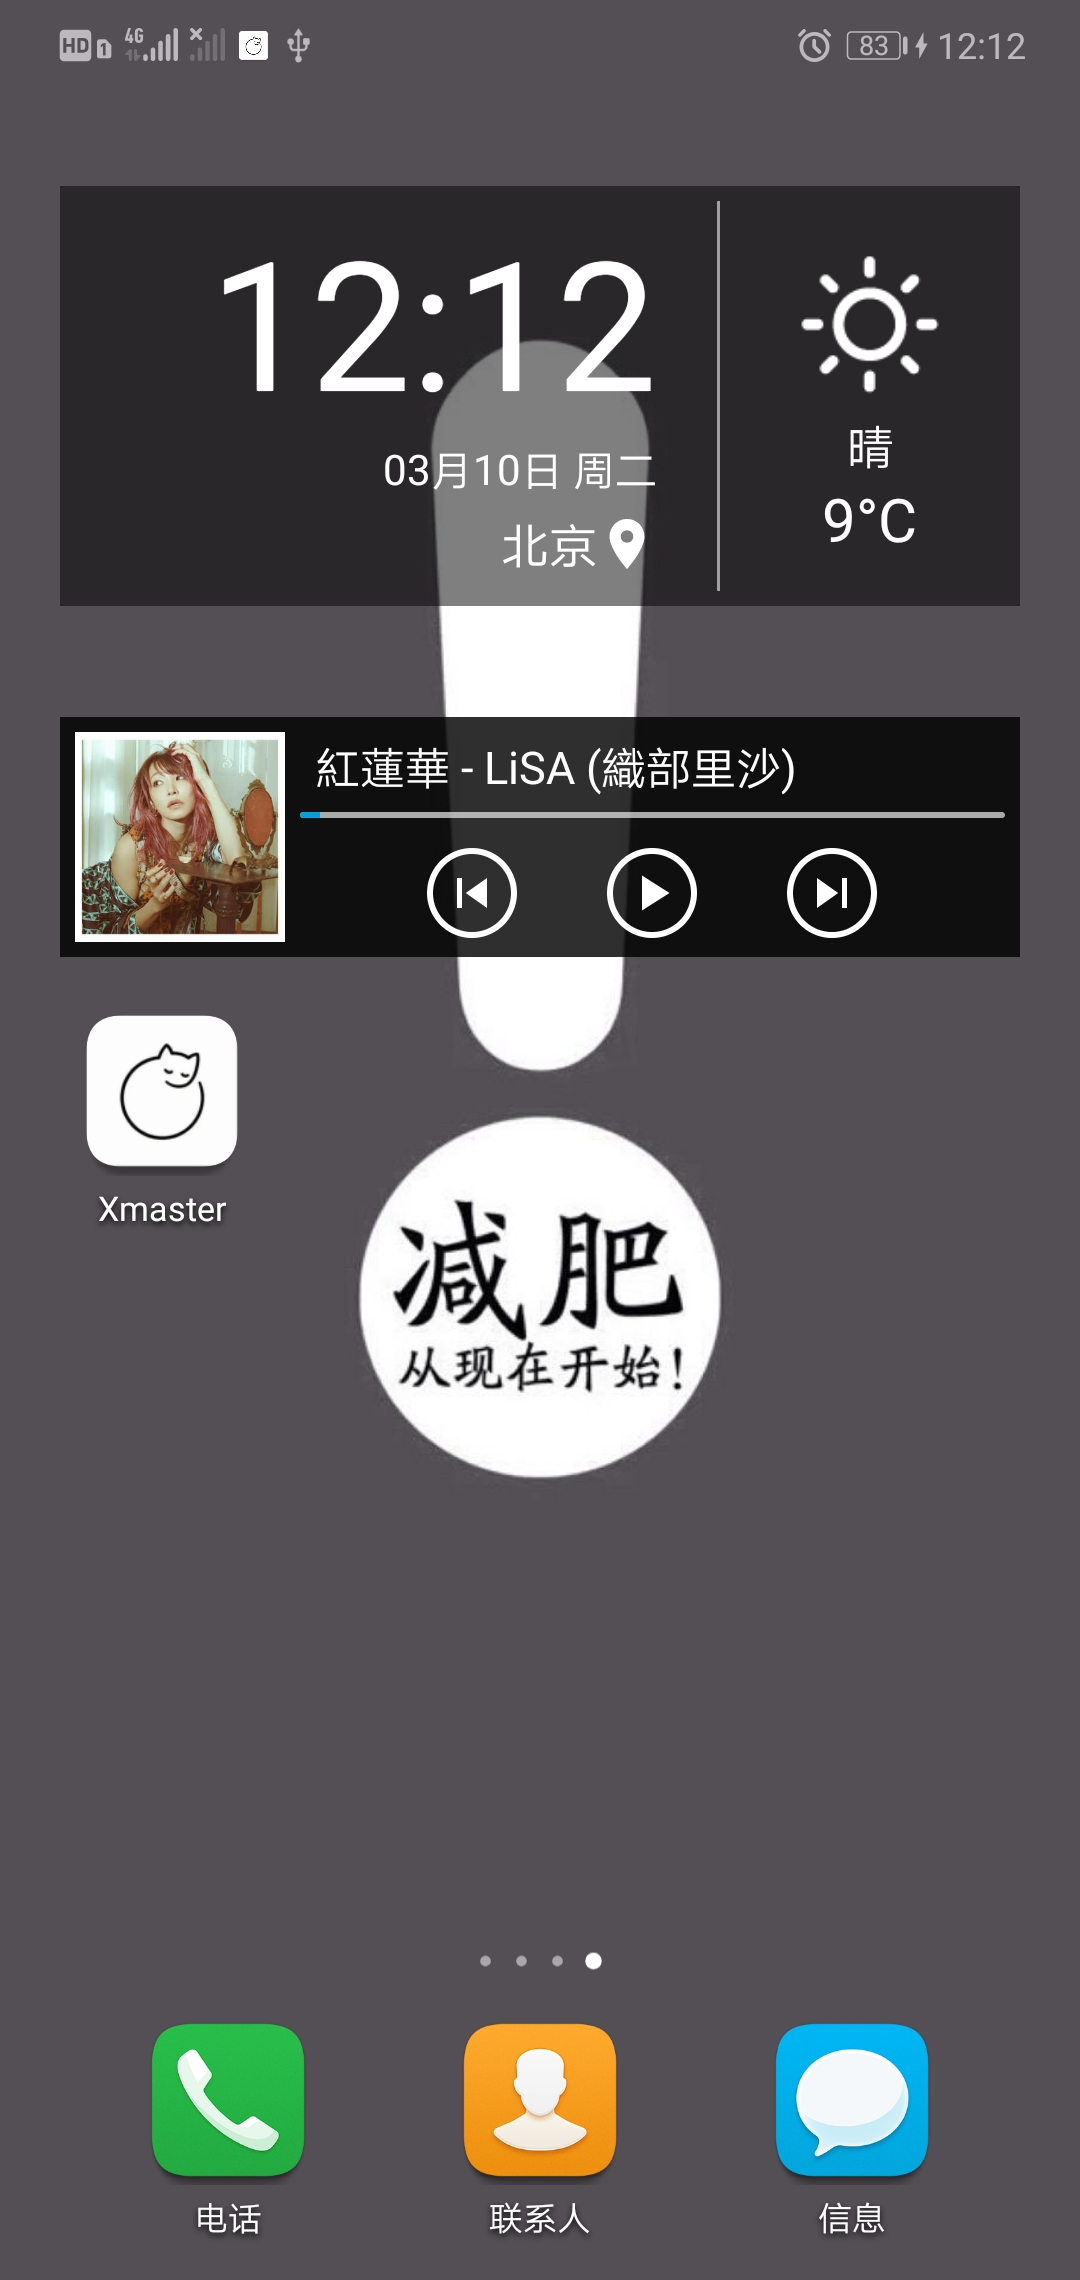 HD 1 4G 83 12:12
12:12
03月10日 周二
北京
晴
9°C
紅蓮華 - LiSA (織部里沙)
Xmaster
减肥
从现在开始!
电话
联系人
信息